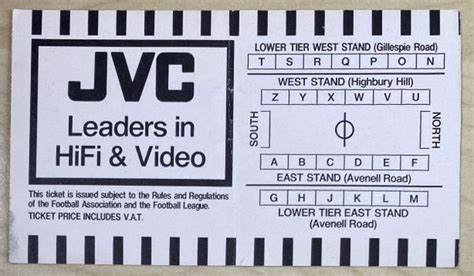 JVC
Leaders in
HiFi & Video
This ticket is issued subject to the Rules and Regulations
of the Football Association and the Football League.
TICKET PRICE INCLUDES V.A.T.
LOWER TIER WEST STAND (Gillespie Road)
T S R Q P O N
WEST STAND (Highbury Hill)
Z Y X W V U
SOUTH
NORTH
A B C D E F
EAST STAND (Avenell Road)
G H J K L M
LOWER TIER EAST STAND
(Avenell Road)